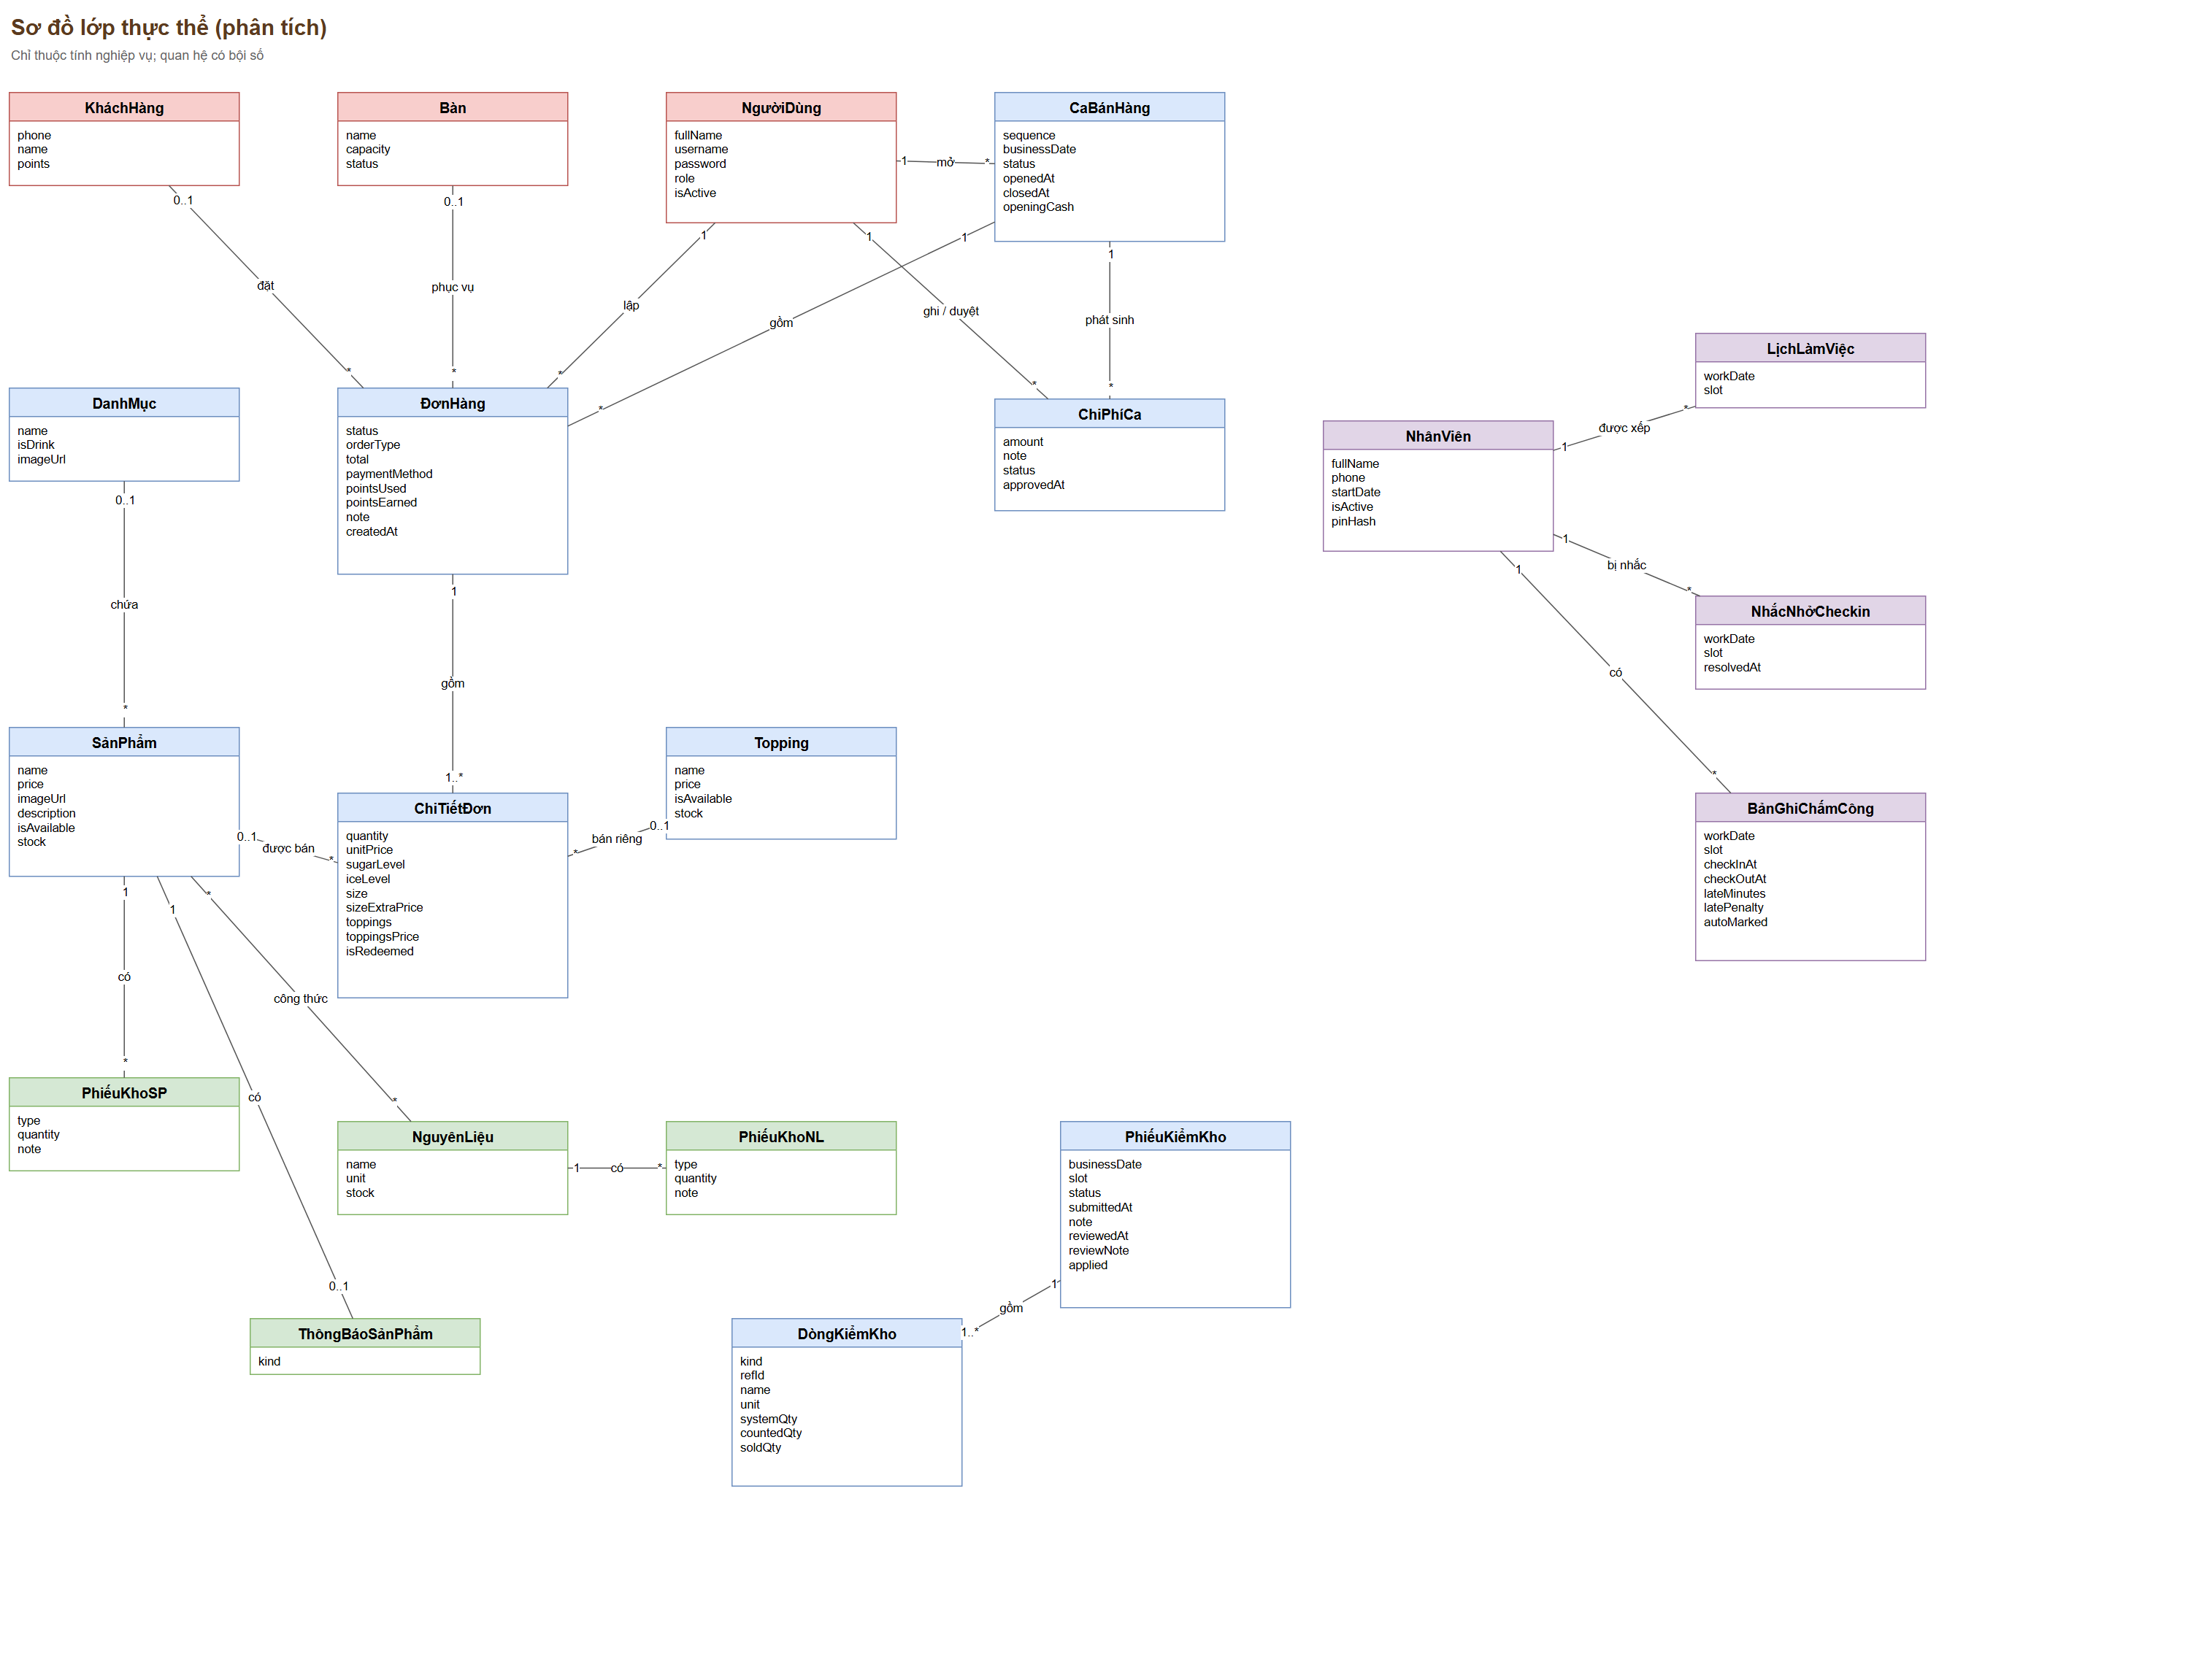 Sơ đồ lớp thực thể (phân tích)
Chỉ thuộc tính nghiệp vụ; quan hệ có bội số
KháchHàng
phone
name
points
Bàn
name
capacity
status
NgườiDùng
fullName
username
password
role
isActive
CaBánHàng
sequence
businessDate
status
openedAt
closedAt
openingCash
1
mở
*
0..1
đặt
*
0..1
phục vụ
*
1
lập
*
1
gồm
*
1
ghi / duyệt
*
1
phát sinh
*
DanhMục
name
isDrink
imageUrl
ĐơnHàng
status
orderType
total
paymentMethod
pointsUsed
pointsEarned
note
createdAt
ChiPhíCa
amount
note
status
approvedAt
NhânViên
fullName
phone
startDate
isActive
pinHash
LịchLàmViệc
workDate
slot
1
được xếp
*
1
bị nhắc
*
NhắcNhởCheckin
workDate
slot
resolvedAt
1
có
*
BảnGhiChấmCông
workDate
slot
checkInAt
checkOutAt
lateMinutes
latePenalty
autoMarked
0..1
chứa
*
1
gồm
1..*
SảnPhẩm
name
price
imageUrl
description
isAvailable
stock
ChiTiếtĐơn
quantity
unitPrice
sugarLevel
iceLevel
size
sizeExtraPrice
toppings
toppingsPrice
isRedeemed
Topping
name
price
isAvailable
stock
0..1
được bán
*
*
bán riêng
0..1
1
có
*
1
có
0..1
*
công thức
*
PhiếuKhoSP
type
quantity
note
NguyênLiệu
name
unit
stock
1
có
*
PhiếuKhoNL
type
quantity
note
PhiếuKiểmKho
businessDate
slot
status
submittedAt
note
reviewedAt
reviewNote
applied
1
gồm
1..*
ThôngBáoSảnPhẩm
kind
DòngKiểmKho
kind
refId
name
unit
systemQty
countedQty
soldQty